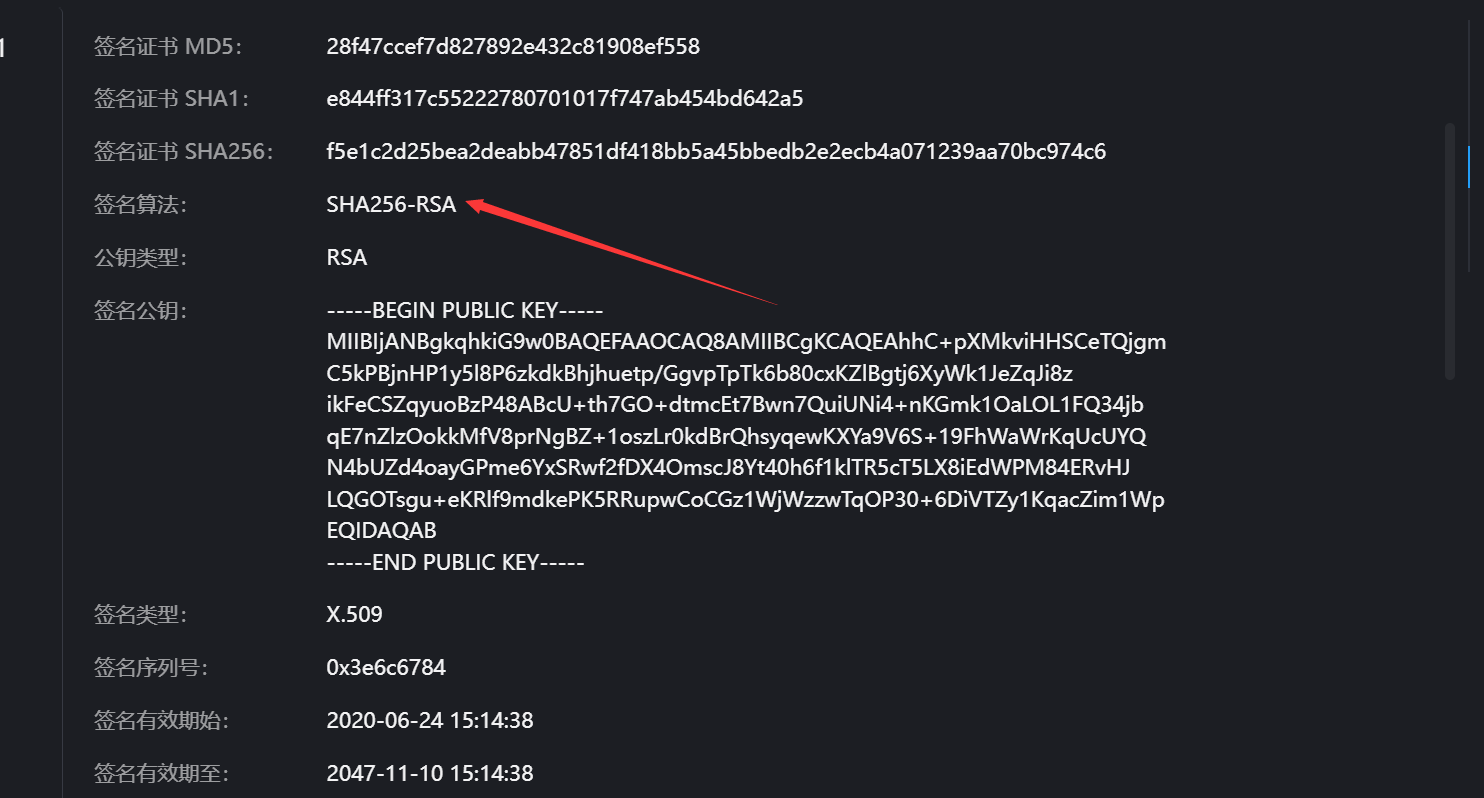 签名证书 MD5: 28f47ccef7d827892e432c81908ef558
签名证书 SHA1: e844ff317c55222780701017f747ab454bd642a5
签名证书 SHA256: f5e1c2d25bea2deabb47851df418bb5a45bbedb2e2ecb4a071239aa70bc974c6
签名算法: SHA256-RSA
公钥类型: RSA
签名公钥: -----BEGIN PUBLIC KEY-----
MIIBIjANBgkqhkiG9w0BAQEFAAOCAQ8AMIIBCgKCAQEAhhC+pXMkviHHSCeTQjgm
C5kPBjnHP1y5l8P6zkdkBhjhuetp/GgvpTpTk6b80cxKZlBgtj6XyWk1JeZqJi8z
ikFeCSZqyuoBzP48ABcU+th7GO+dtmcEt7Bwn7QuiUNi4+nKGmk1OaLOL1FQ34jb
qE7nZlzOokkMfV8prNgBZ+1oszLr0kdBrQhsyqewKXYa9V6S+19FhWaWrKqUcUYQ
N4bUZd4oayGPme6YxSRwf2fDX4OmscJ8Yt40h6f1klTR5cT5LX8iEdWPM84ERvHJ
LQGOTsgu+eKRlf9mdkePK5RRupwCoCGz1WjWzzwTqOP30+6DiVTZy1KqacZim1Wp
EQIDAQAB
-----END PUBLIC KEY-----
签名类型: X.509
签名序列号: 0x3e6c6784
签名有效期始: 2020-06-24 15:14:38
签名有效期至: 2047-11-10 15:14:38